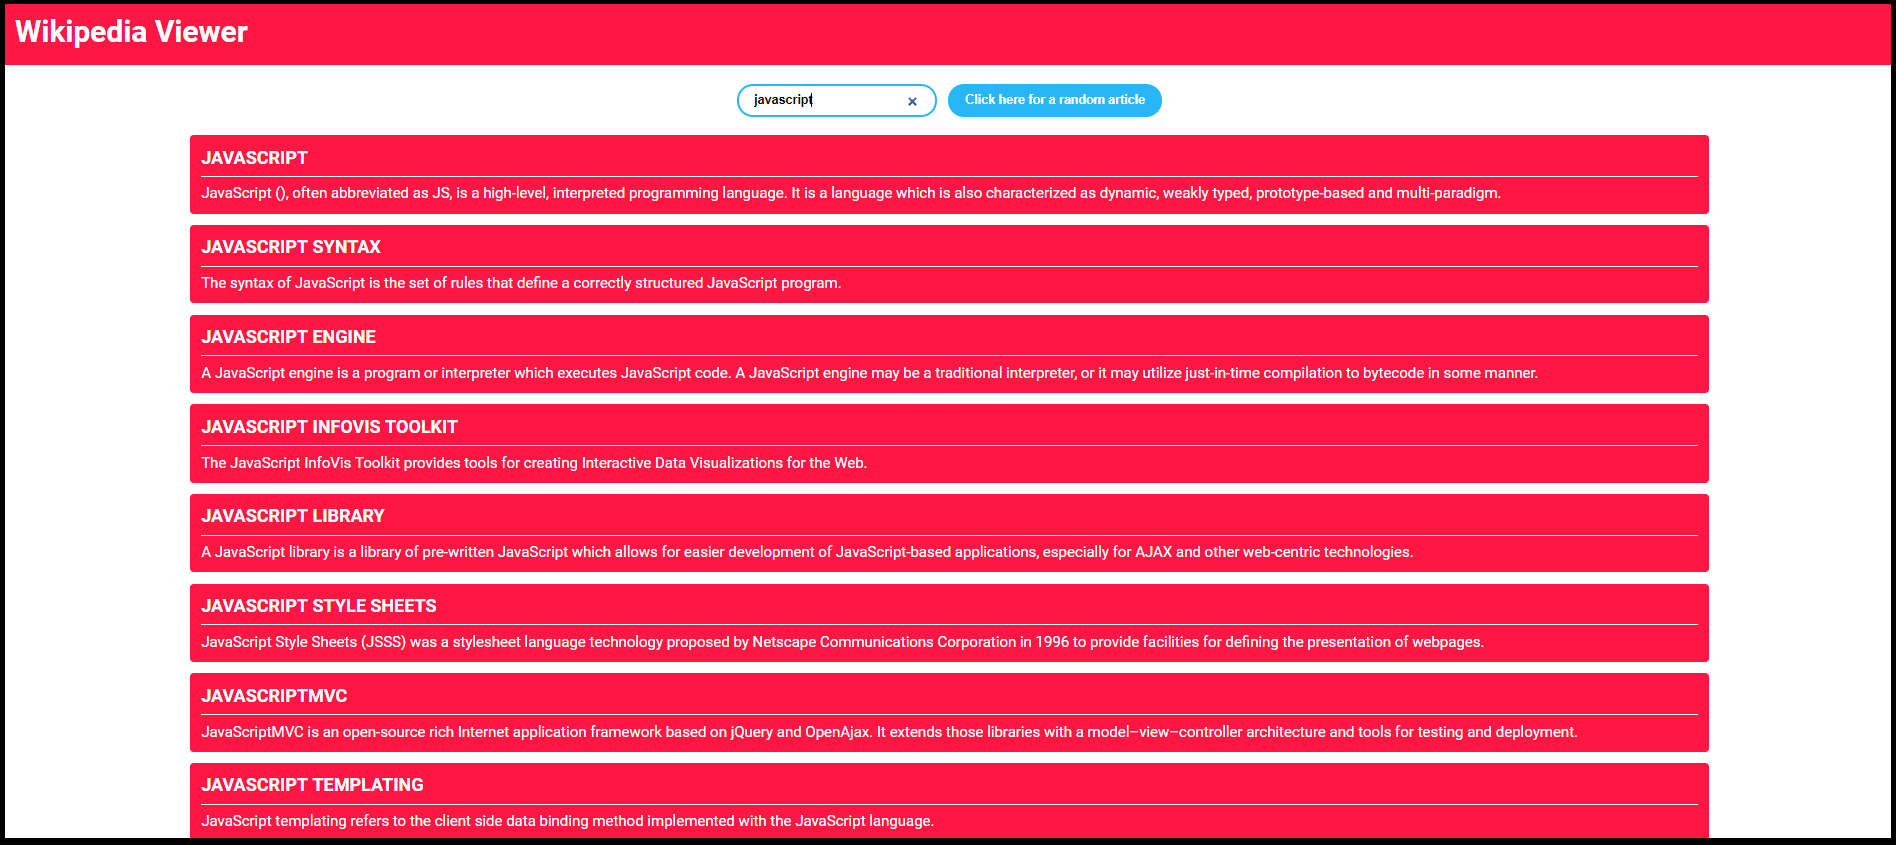 Wikipedia Viewer
javascript ×
Click here for a random article
JAVASCRIPT
JavaScript (), often abbreviated as JS, is a high-level, interpreted programming language. It is a language which is also characterized as dynamic, weakly typed, prototype-based and multi-paradigm.
JAVASCRIPT SYNTAX
The syntax of JavaScript is the set of rules that define a correctly structured JavaScript program.
JAVASCRIPT ENGINE
A JavaScript engine is a program or interpreter which executes JavaScript code. A JavaScript engine may be a traditional interpreter, or it may utilize just-in-time compilation to bytecode in some manner.
JAVASCRIPT INFOVIS TOOLKIT
The JavaScript InfoVis Toolkit provides tools for creating Interactive Data Visualizations for the Web.
JAVASCRIPT LIBRARY
A JavaScript library is a library of pre-written JavaScript which allows for easier development of JavaScript-based applications, especially for AJAX and other web-centric technologies.
JAVASCRIPT STYLE SHEETS
JavaScript Style Sheets (JSSS) was a stylesheet language technology proposed by Netscape Communications Corporation in 1996 to provide facilities for defining the presentation of webpages.
JAVASCRIPTMVC
JavaScriptMVC is an open-source rich Internet application framework based on jQuery and OpenAjax. It extends those libraries with a model–view–controller architecture and tools for testing and deployment.
JAVASCRIPT TEMPLATING
JavaScript templating refers to the client side data binding method implemented with the JavaScript language.